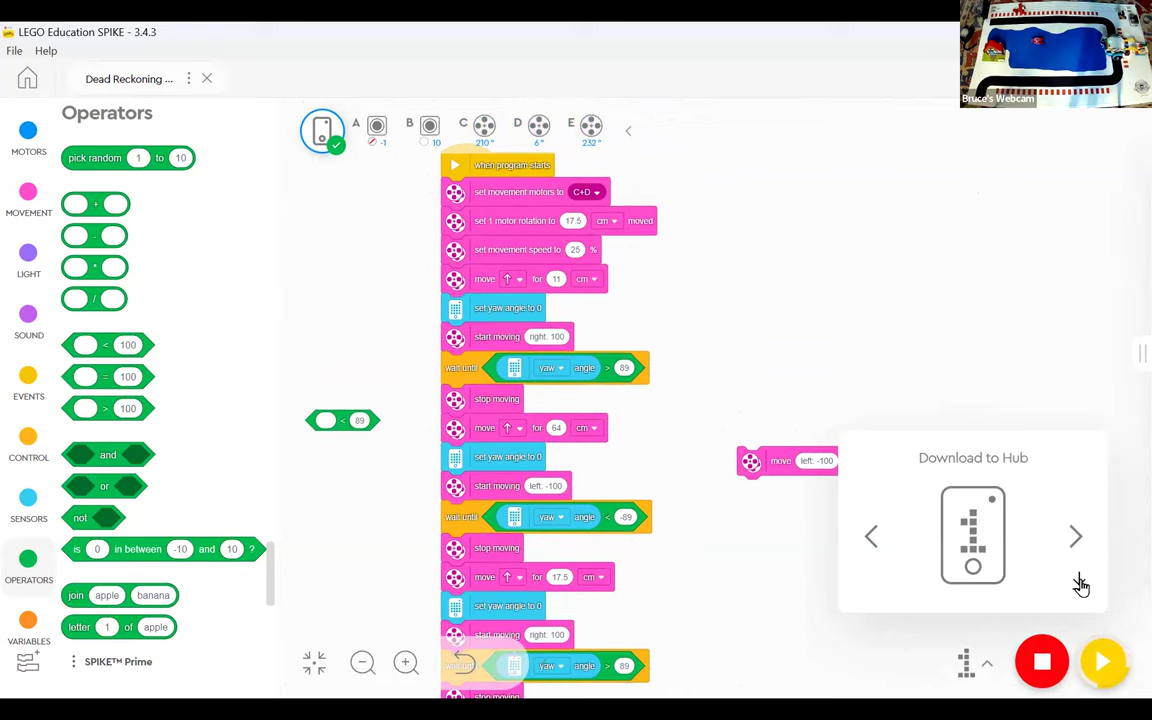 LEGO Education SPIKE - 3.4.3
File Help
Dead Reckoning ...
Bruce's Webcam
Operators
MOTORS
MOVEMENT
LIGHT
SOUND
EVENTS
CONTROL
SENSORS
OPERATORS
VARIABLES
pick random 1 to 10
+
-
*
/
< 100
= 100
> 100
and
or
not
is 0 in between -10 and 10 ?
join apple banana
letter 1 of apple
SPIKE™ Prime
A B C D E
-1 10 210° 6° 232°
when program starts
set movement motors to C+D
set 1 motor rotation to 17.5 cm moved
set movement speed to 25 %
move for 11 cm
set yaw angle to 0
start moving right: 100
wait until yaw angle > 89
stop moving
< 89
move for 64 cm
set yaw angle to 0
start moving left: -100
wait until yaw angle < -89
stop moving
move for 17.5 cm
set yaw angle to 0
start moving right: 100
wait until yaw angle > 89
stop moving
move left: -100
Download to Hub